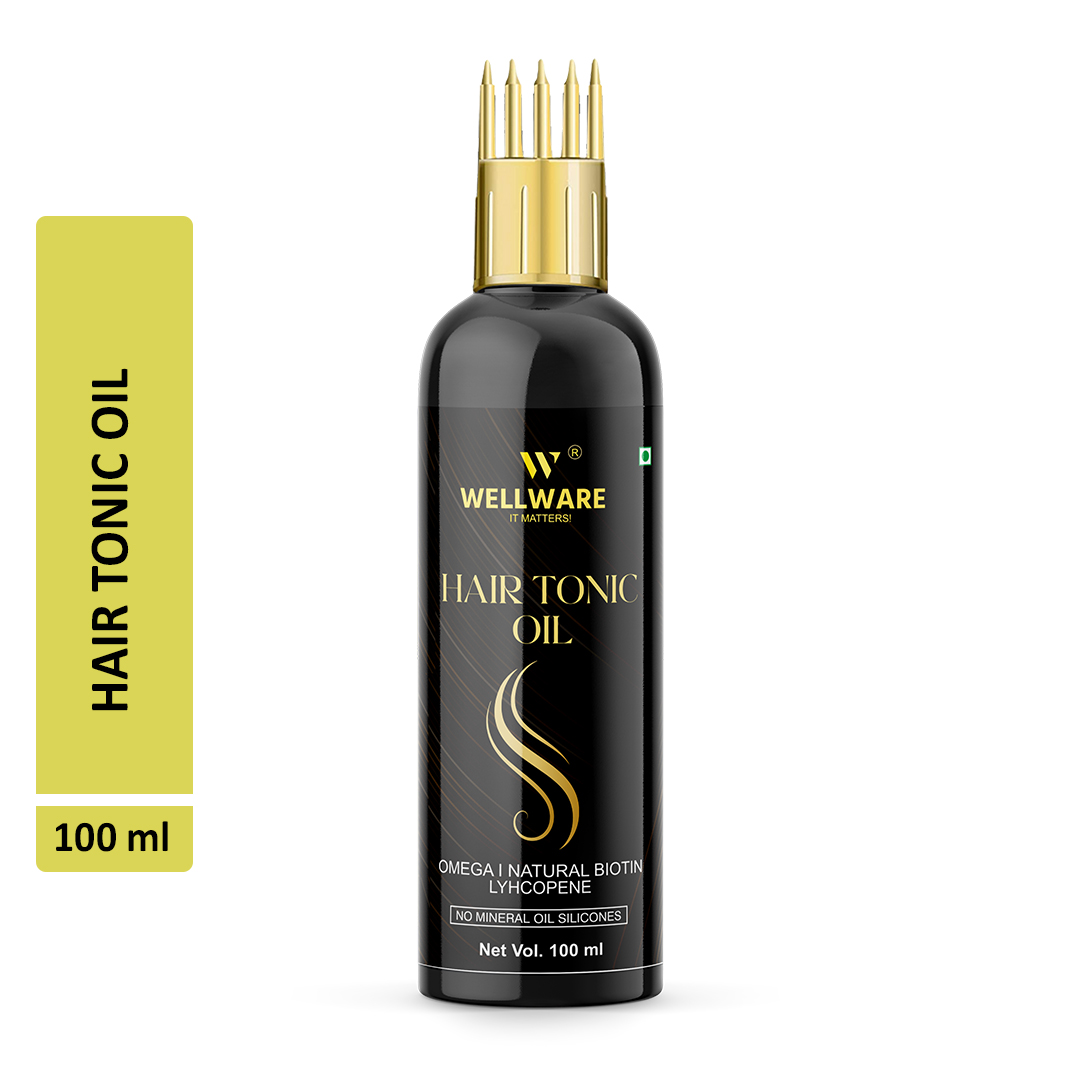 HAIR TONIC OIL
100 ml
W ®
WELLWARE
IT MATTERS!
HAIR TONIC
OIL
OMEGA I NATURAL BIOTIN
LYHCOPENE
NO MINERAL OIL SILICONES
Net Vol. 100 ml